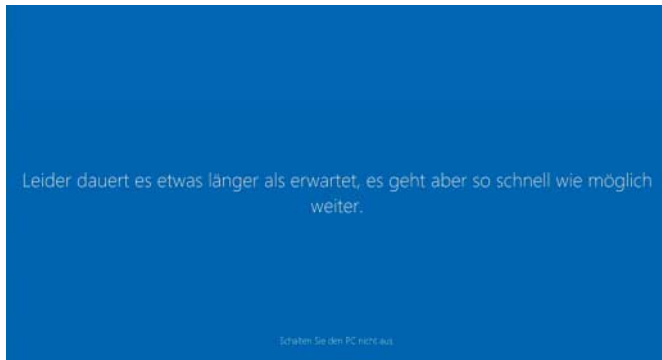 Leider dauert es etwas länger als erwartet, es geht aber so schnell wie möglich
weiter.
Schalten Sie den PC nicht aus.